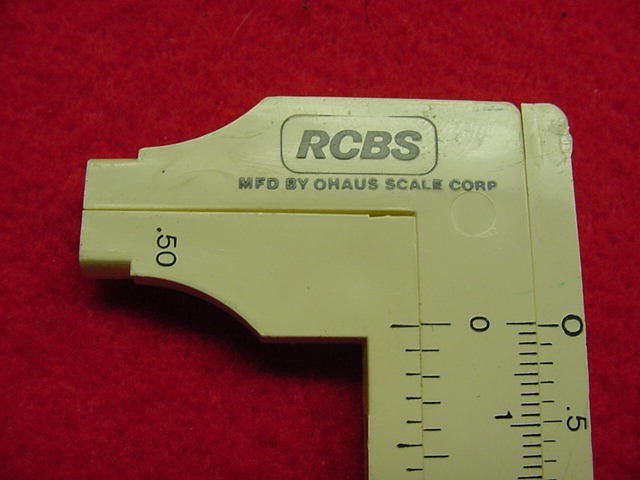 RCBS
MFD BY OHAUS SCALE CORP
.50
0 0
1 .5